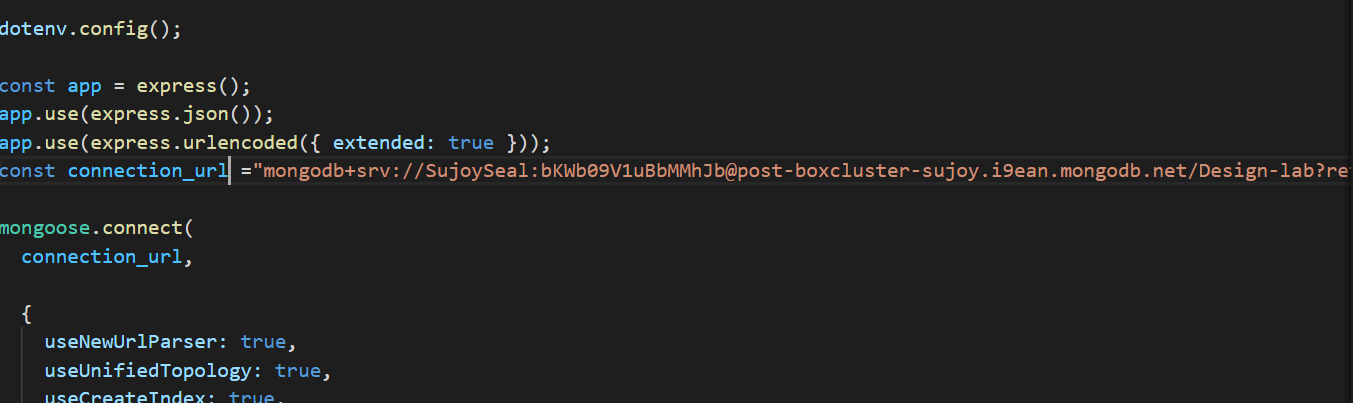 dotenv.config();
const app = express();
app.use(express.json());
app.use(express.urlencoded({ extended: true }));
const connection_url ="mongodb+srv://SujoySeal:bKWb09V1uBbMMhJb@post-boxcluster-sujoy.i9ean.mongodb.net/Design-lab?re
mongoose.connect(
connection_url,
{
useNewUrlParser: true,
useUnifiedTopology: true,
useCreateIndex: true,